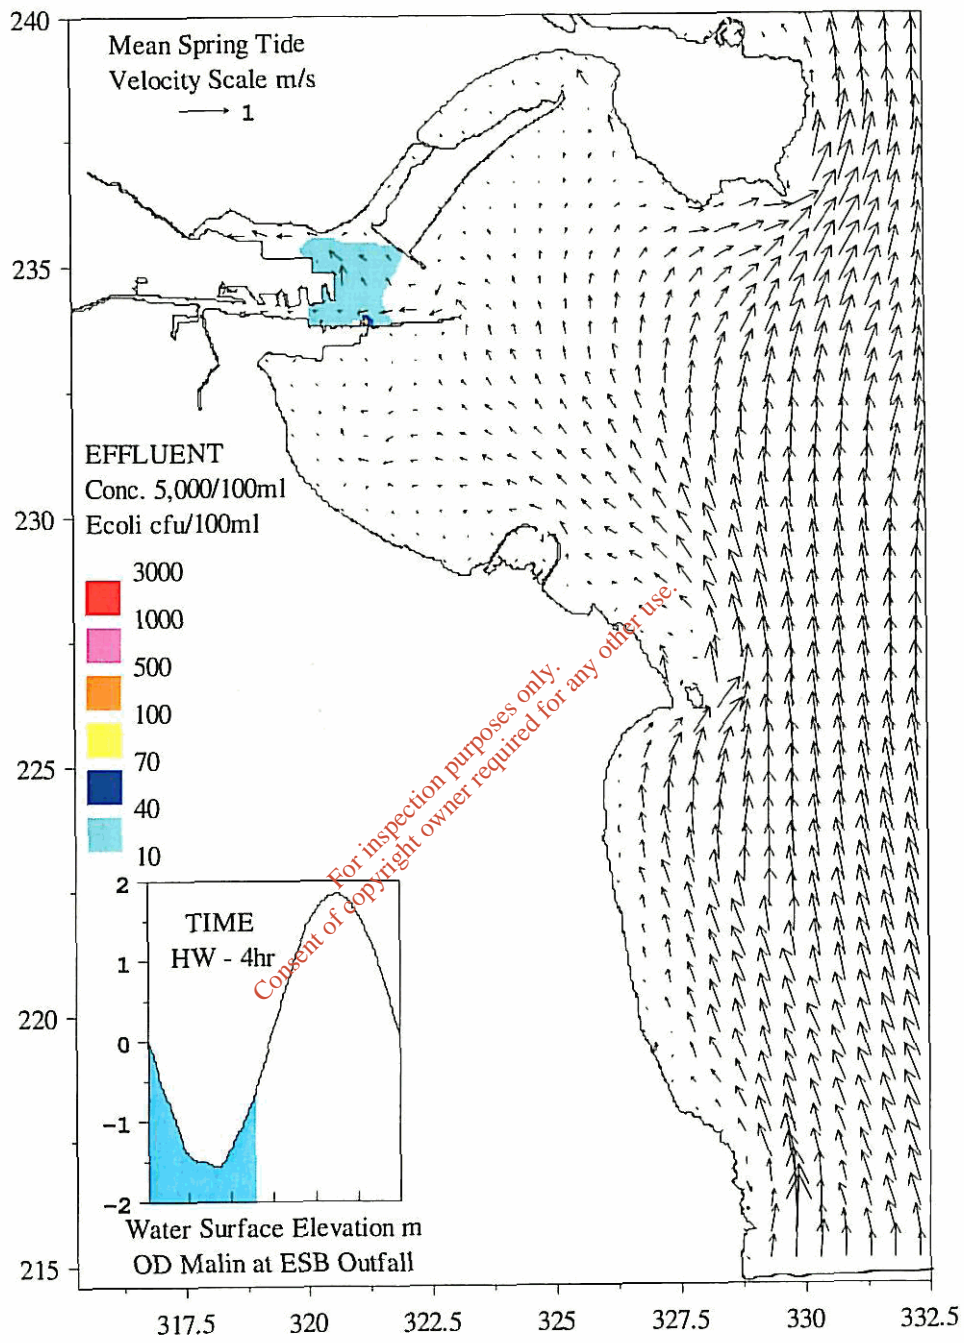 240
Mean Spring Tide
Velocity Scale m/s
1
235
EFFLUENT
Conc. 5,000/100ml
Ecoli cfu/100ml
230
3000
1000
500
100
70
40
10
225
For inspection purposes only.
Consent of copyright owner required for any other use.
2
TIME
HW - 4hr
1
0
-1
-2
220
Water Surface Elevation m
OD Malin at ESB Outfall
215
317.5 320 322.5 325 327.5 330 332.5